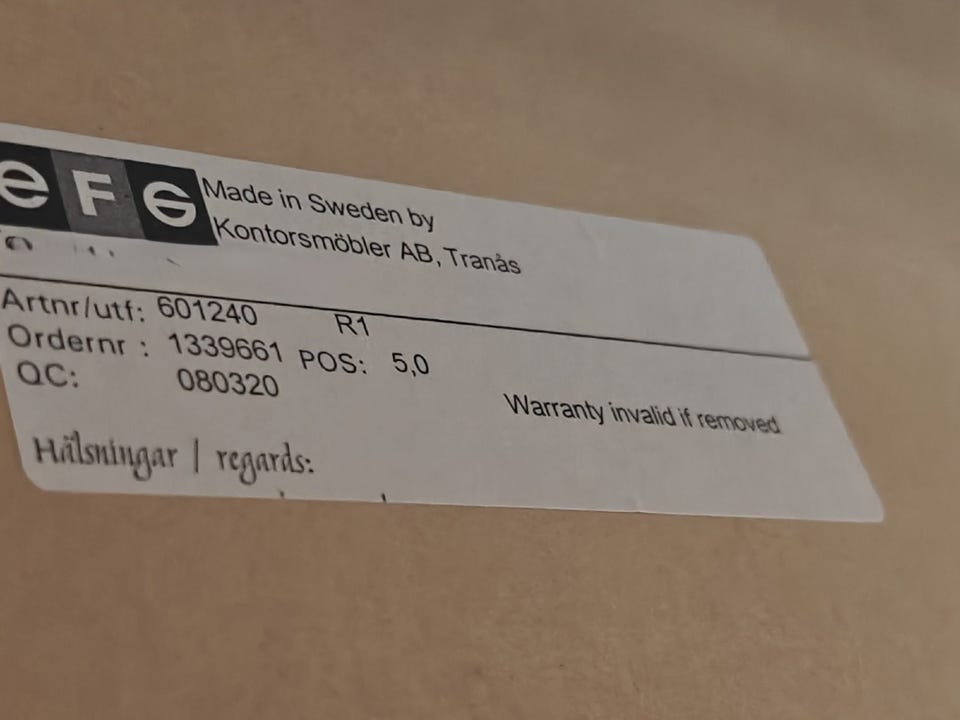 eFG
Made in Sweden by
Kontorsmöbler AB, Tranås
Artnr/utf: 601240 R1
Ordernr : 1339661 POS: 5,0
QC: 080320
Warranty invalid if removed
Hälsningar / regards: